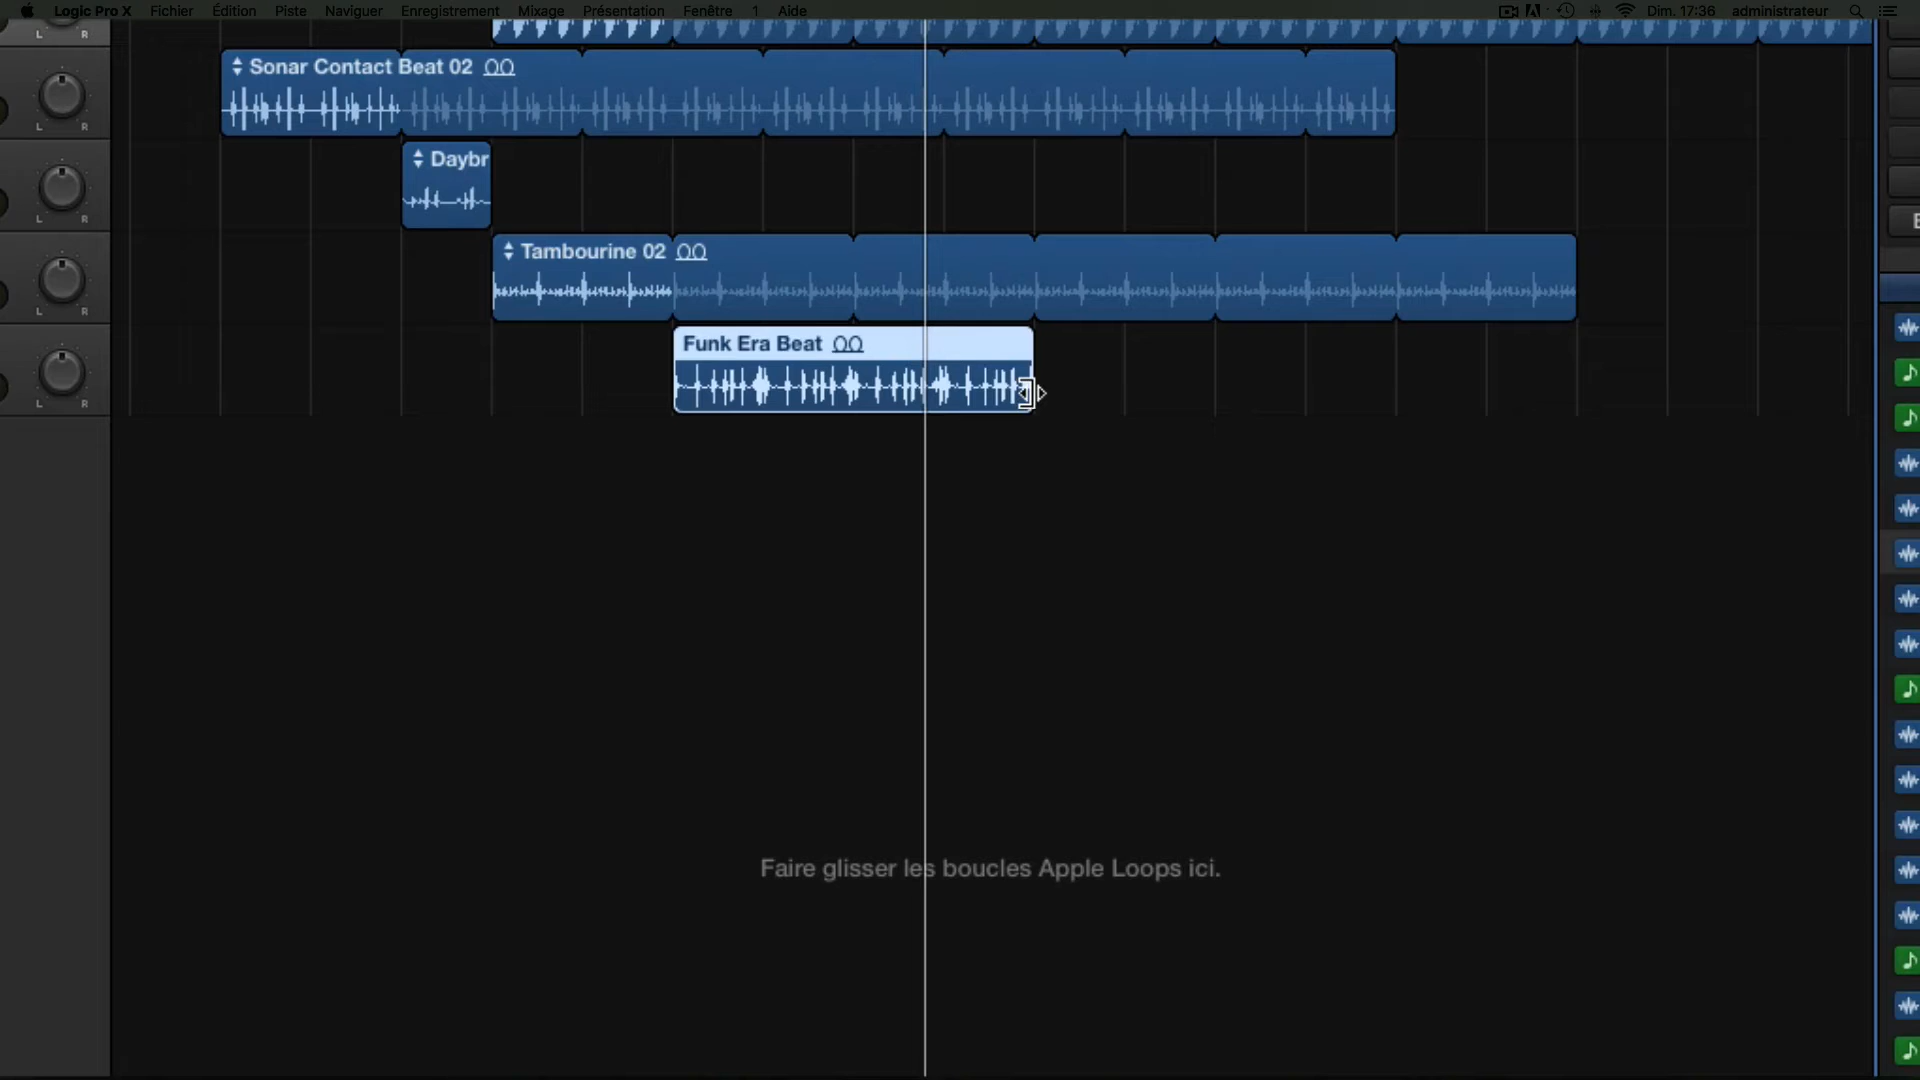 Logic Pro X Fichier Édition Piste Naviguer Enregistrement Mixage Présentation Fenêtre 1 Aide Dim. 17:36 administrateur
L R
Sonar Contact Beat 02
L R
Daybr
L R
Tambourine 02
L R
Funk Era Beat
L R
Faire glisser les boucles Apple Loops ici.